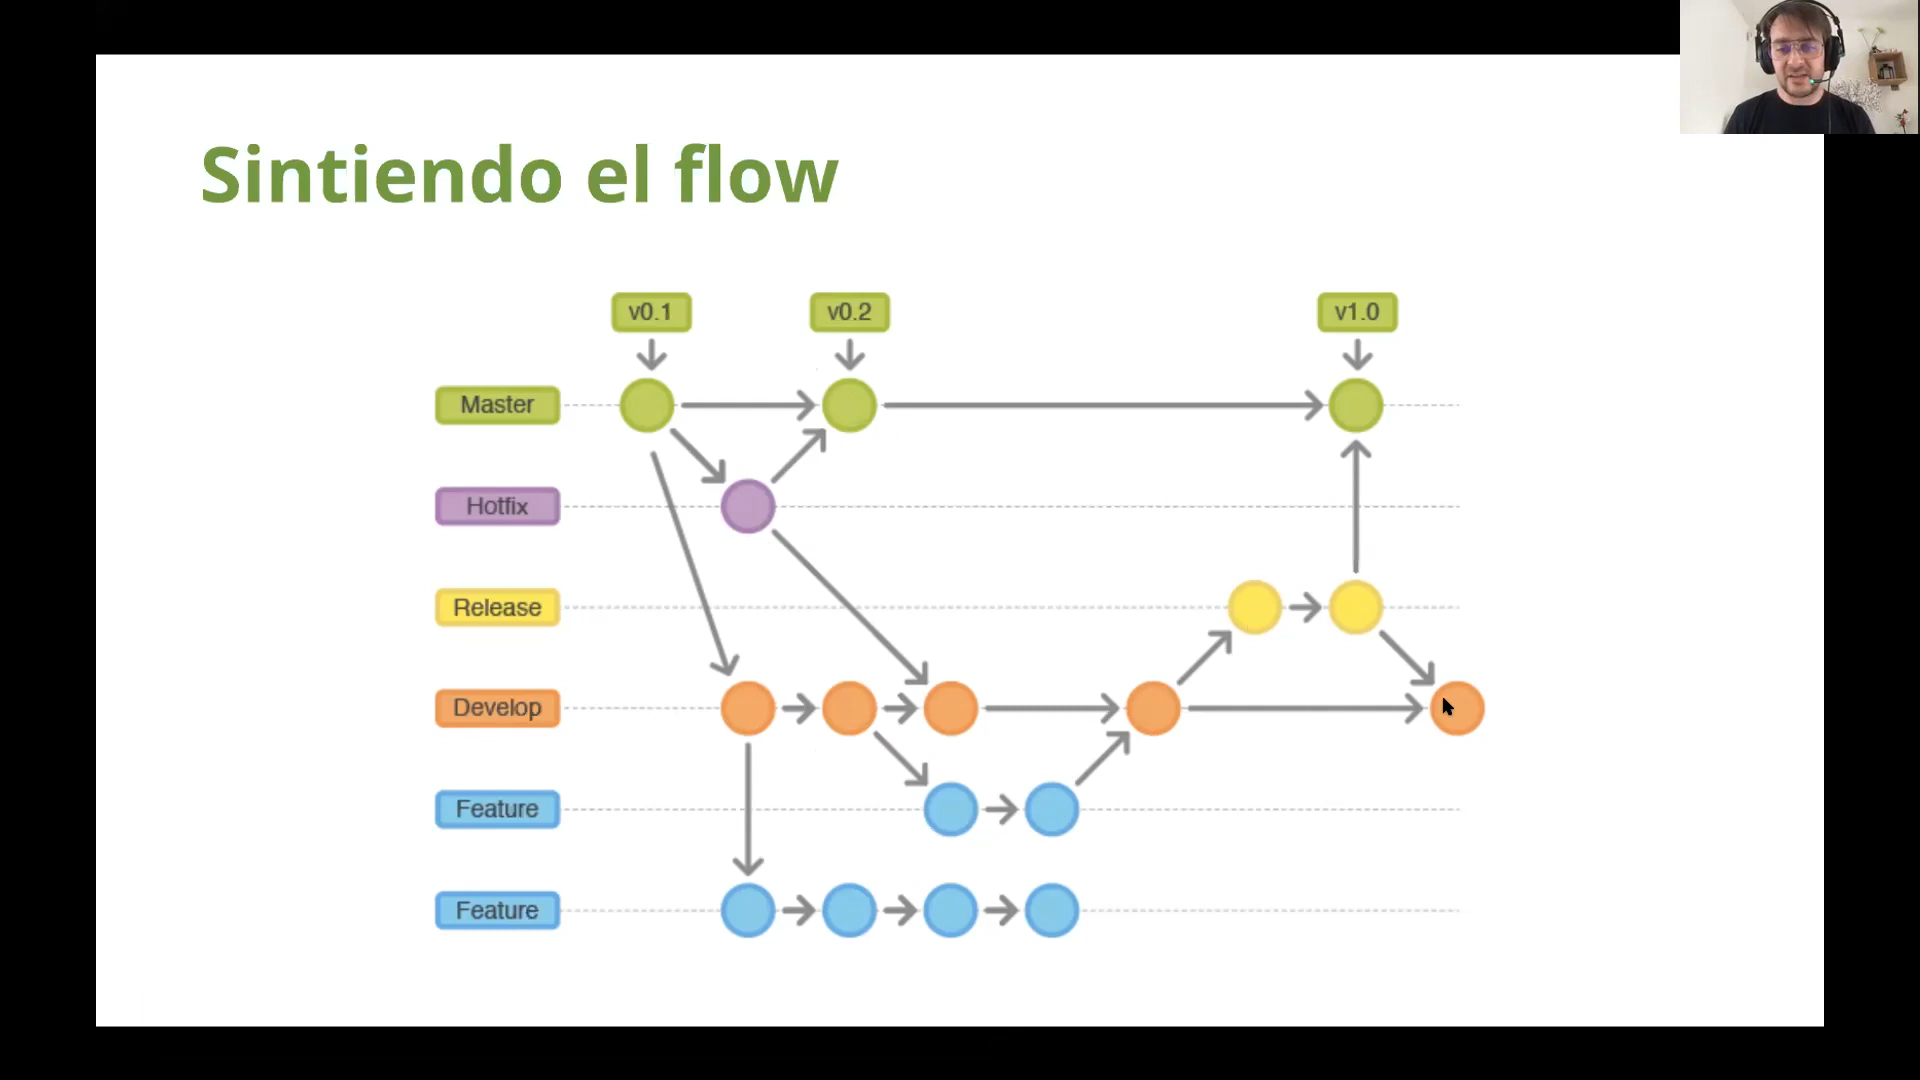 Sintiendo el flow
v0.1
v0.2
v1.0
Master
Hotfix
Release
Develop
Feature
Feature